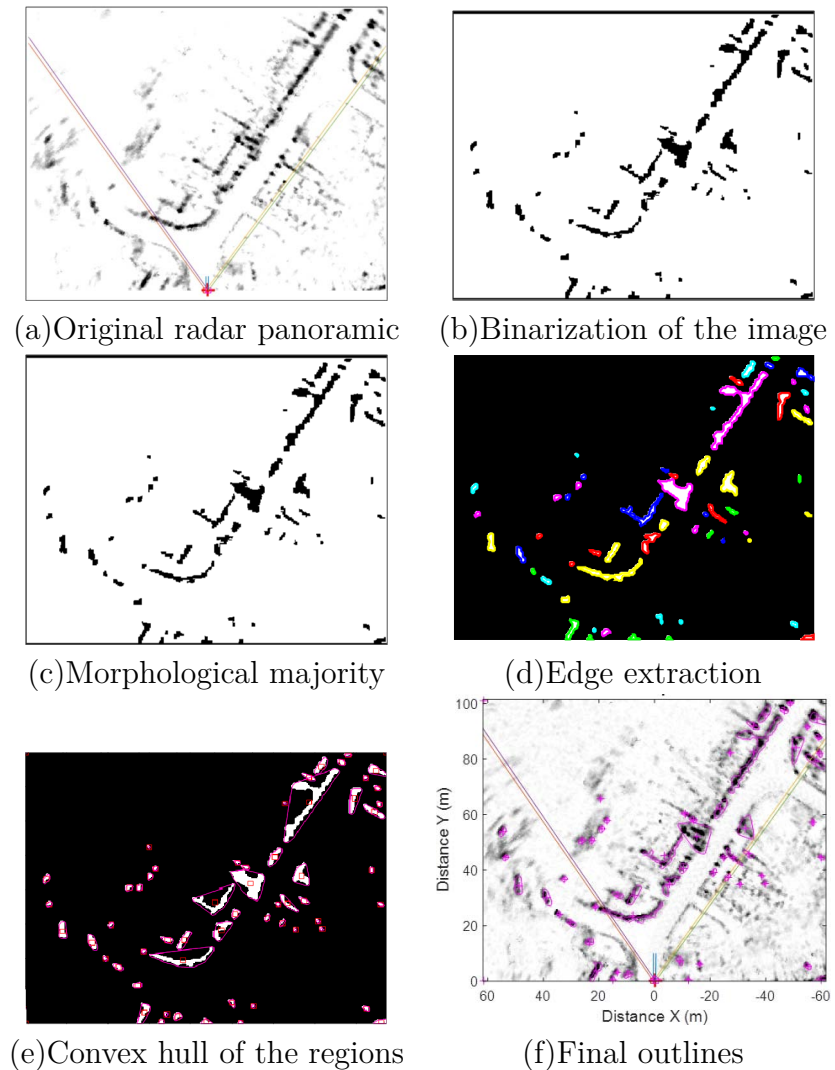 (a)Original radar panoramic
(b)Binarization of the image
(c)Morphological majority
(d)Edge extraction
(e)Convex hull of the regions
100
80
60
40
20
0
Distance Y (m)
60
40
20
0
-20
-40
-60
Distance X (m)
(f)Final outlines